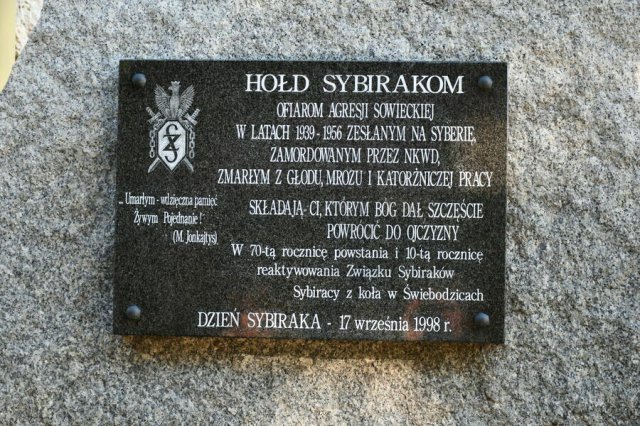 HOŁD SYBIRAKOM
OFIAROM AGRESJI SOWIECKIEJ
W LATACH 1939-1956 ZESŁANYM NA SYBERIĘ,
ZAMORDOWANYM PRZEZ NKWD,
ZMARŁYM Z GŁODU, MROZU I KATORŻNICZEJ PRACY
SKŁADAJĄ-CI, KTÓRYM BÓG DAŁ SZCZĘŚCIE
POWRÓCIĆ DO OJCZYZNY
W 70-tą rocznicę powstania i 10-tą rocznicę
reaktywowania Związku Sybiraków
Sybiracy z koła w Świebodzicach
DZIEŃ SYBIRAKA - 17 września 1998 r.
... Umarłym - wdzięczna pamięć
Żywym Pojednanie !
(M. Jonkajtys)